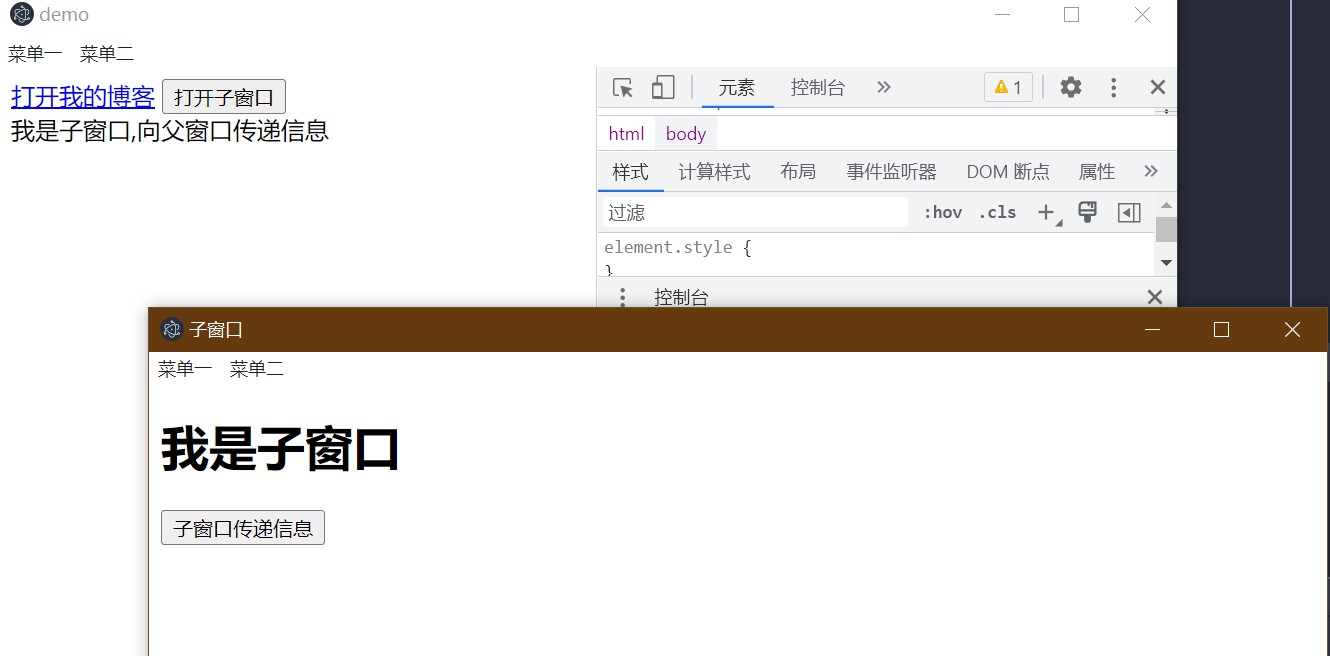 demo
菜单一 菜单二
打开我的博客 打开子窗口
我是子窗口,向父窗口传递信息
元素 控制台 1
html body
样式 计算样式 布局 事件监听器 DOM 断点 属性
过滤 :hov .cls
element.style {
}
控制台
子窗口
菜单一 菜单二
我是子窗口
子窗口传递信息